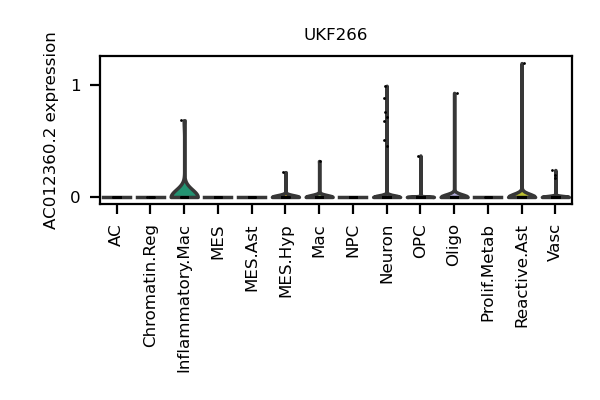 UKF266
AC012360.2 expression
1
0
AC
Chromatin.Reg
Inflammatory.Mac
MES
MES.Ast
MES.Hyp
Mac
NPC
Neuron
OPC
Oligo
Prolif.Metab
Reactive.Ast
Vasc